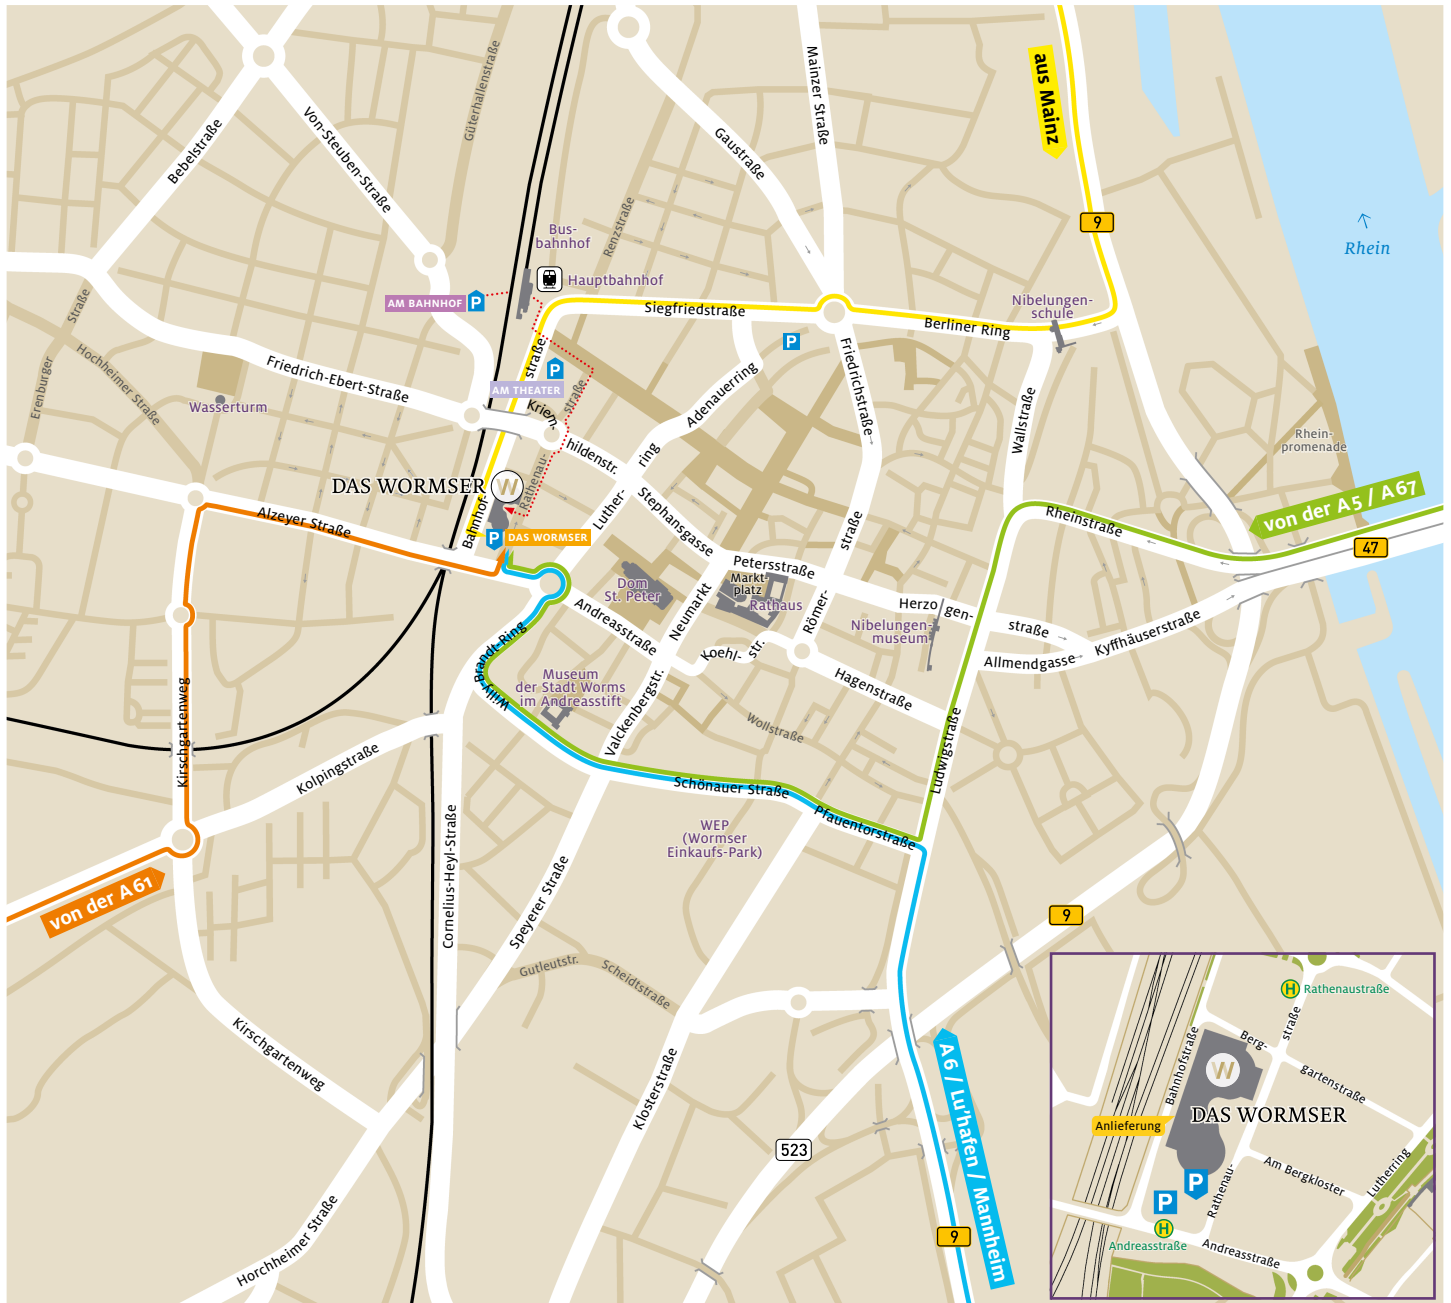 Güterhallenstraße
Mainzer Straße
aus Mainz
Bebelstraße
Von-Steuben-Straße
Gaustraße
9
Rhein
Renzstraße
Bus-
bahnhof
Hauptbahnhof
AM BAHNHOF P
Siegfriedstraße
Nibelungen-
schule
Berliner Ring
Straße
Erenburger
Hochheimer Straße
Friedrich-Ebert-Straße
Wasserturm
straße
P
AM THEATER
P
Kriem-
hildenstr.
straße
Rathenau-
Adenauerring
Friedrichstraße
Wallstraße
Rhein-
promenade
DAS WORMSER
W
Bahnhof-
P DAS WORMSER
Luther-
ring
Stephansgasse
straße
Römer-
Rheinstraße
von der A5 / A67
47
Alzeyer Straße
Petersstraße
Markt-
platz
Rathaus
Dom
St. Peter
Neumarkt
Andreasstraße
Koehl-
str.
Herzo
gen-
straße
Nibelungen-
museum
Allmendgasse
Kyffhäuserstraße
Hagenstraße
Willy
Brandt-Ring
Museum
der Stadt Worms
im Andreasstift
Valckenbergstr.
Wollstraße
Ludwigstraße
Kirschgartenweg
Kolpingstraße
Schönauer Straße
Pfauentorstraße
WEP
(Wormser
Einkaufs-Park)
Cornelius-Heyl-Straße
Speyerer Straße
von der A61
9
Gutleutstr.
Scheidtstraße
Kirschgartenweg
Klosterstraße
A 6 / Lu'hafen / Mannheim
523
9
Horchheimer Straße
H Rathenaustraße
straße
Berg-
gartenstraße
Bahnhofstraße
W
DAS WORMSER
Anlieferung
Am Bergkloster
Lutherring
Rathenau-
P
P
H
Andreasstraße
Andreasstraße